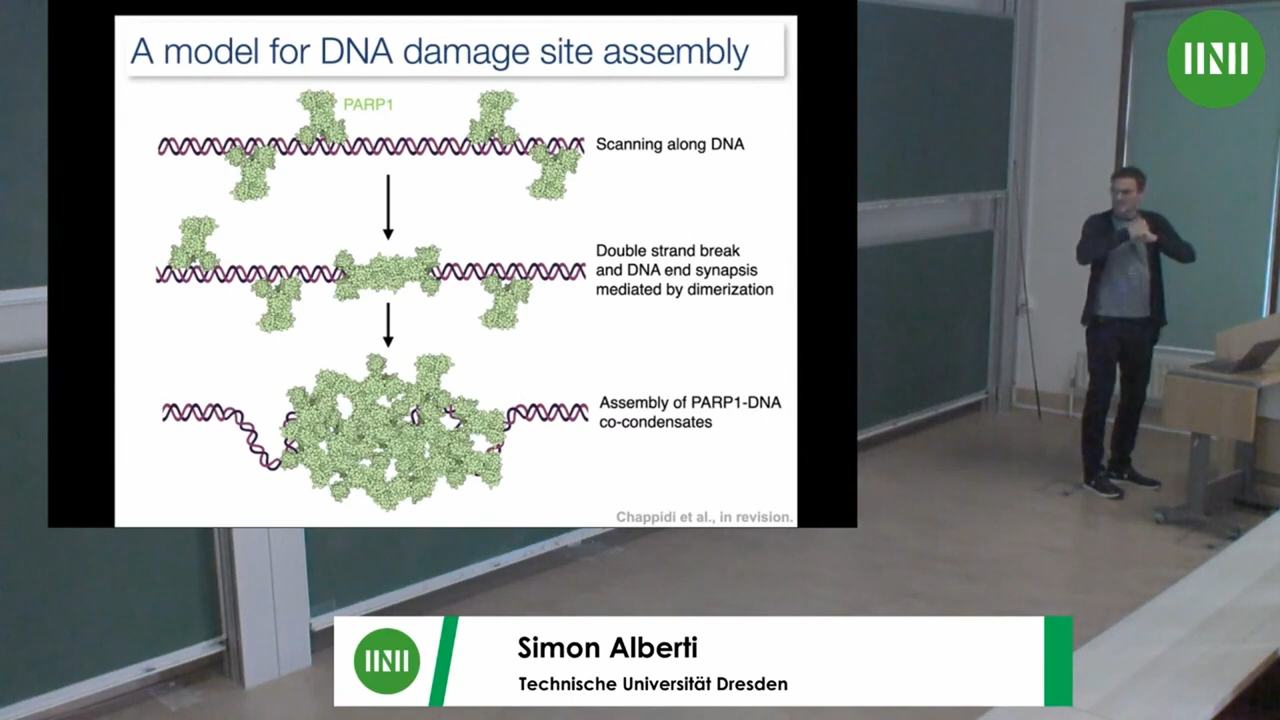 A model for DNA damage site assembly
PARP1
Scanning along DNA
Double strand break
and DNA end synapsis
mediated by dimerization
Assembly of PARP1-DNA
co-condensates
Chappidi et al., in revision.
Simon Alberti
Technische Universität Dresden